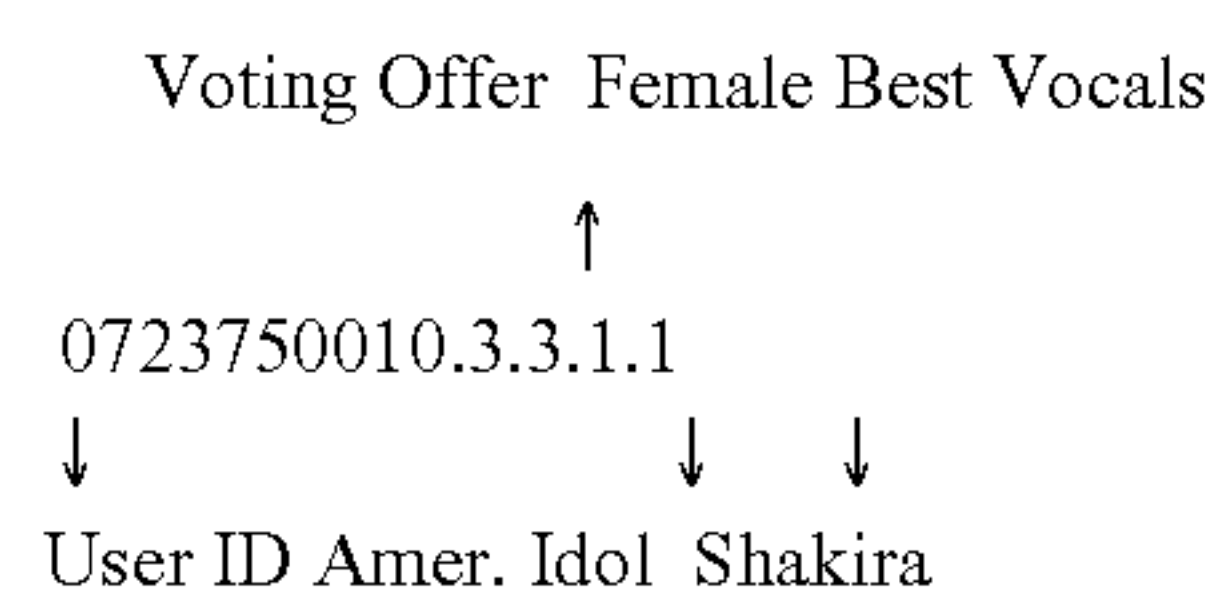 Voting Offer Female Best Vocals
0723750010.3.3.1.1
User ID Amer. Idol Shakira